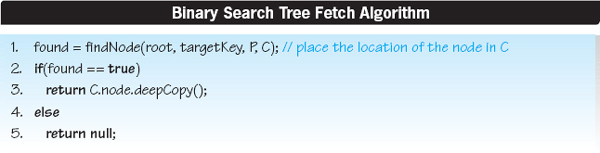 Binary Search Tree Fetch Algorithm
1. found = findNode(root, targetKey, P, C); // place the location of the node in C
2. if(found == true)
3. return C.node.deepCopy();
4. else
5. return null;